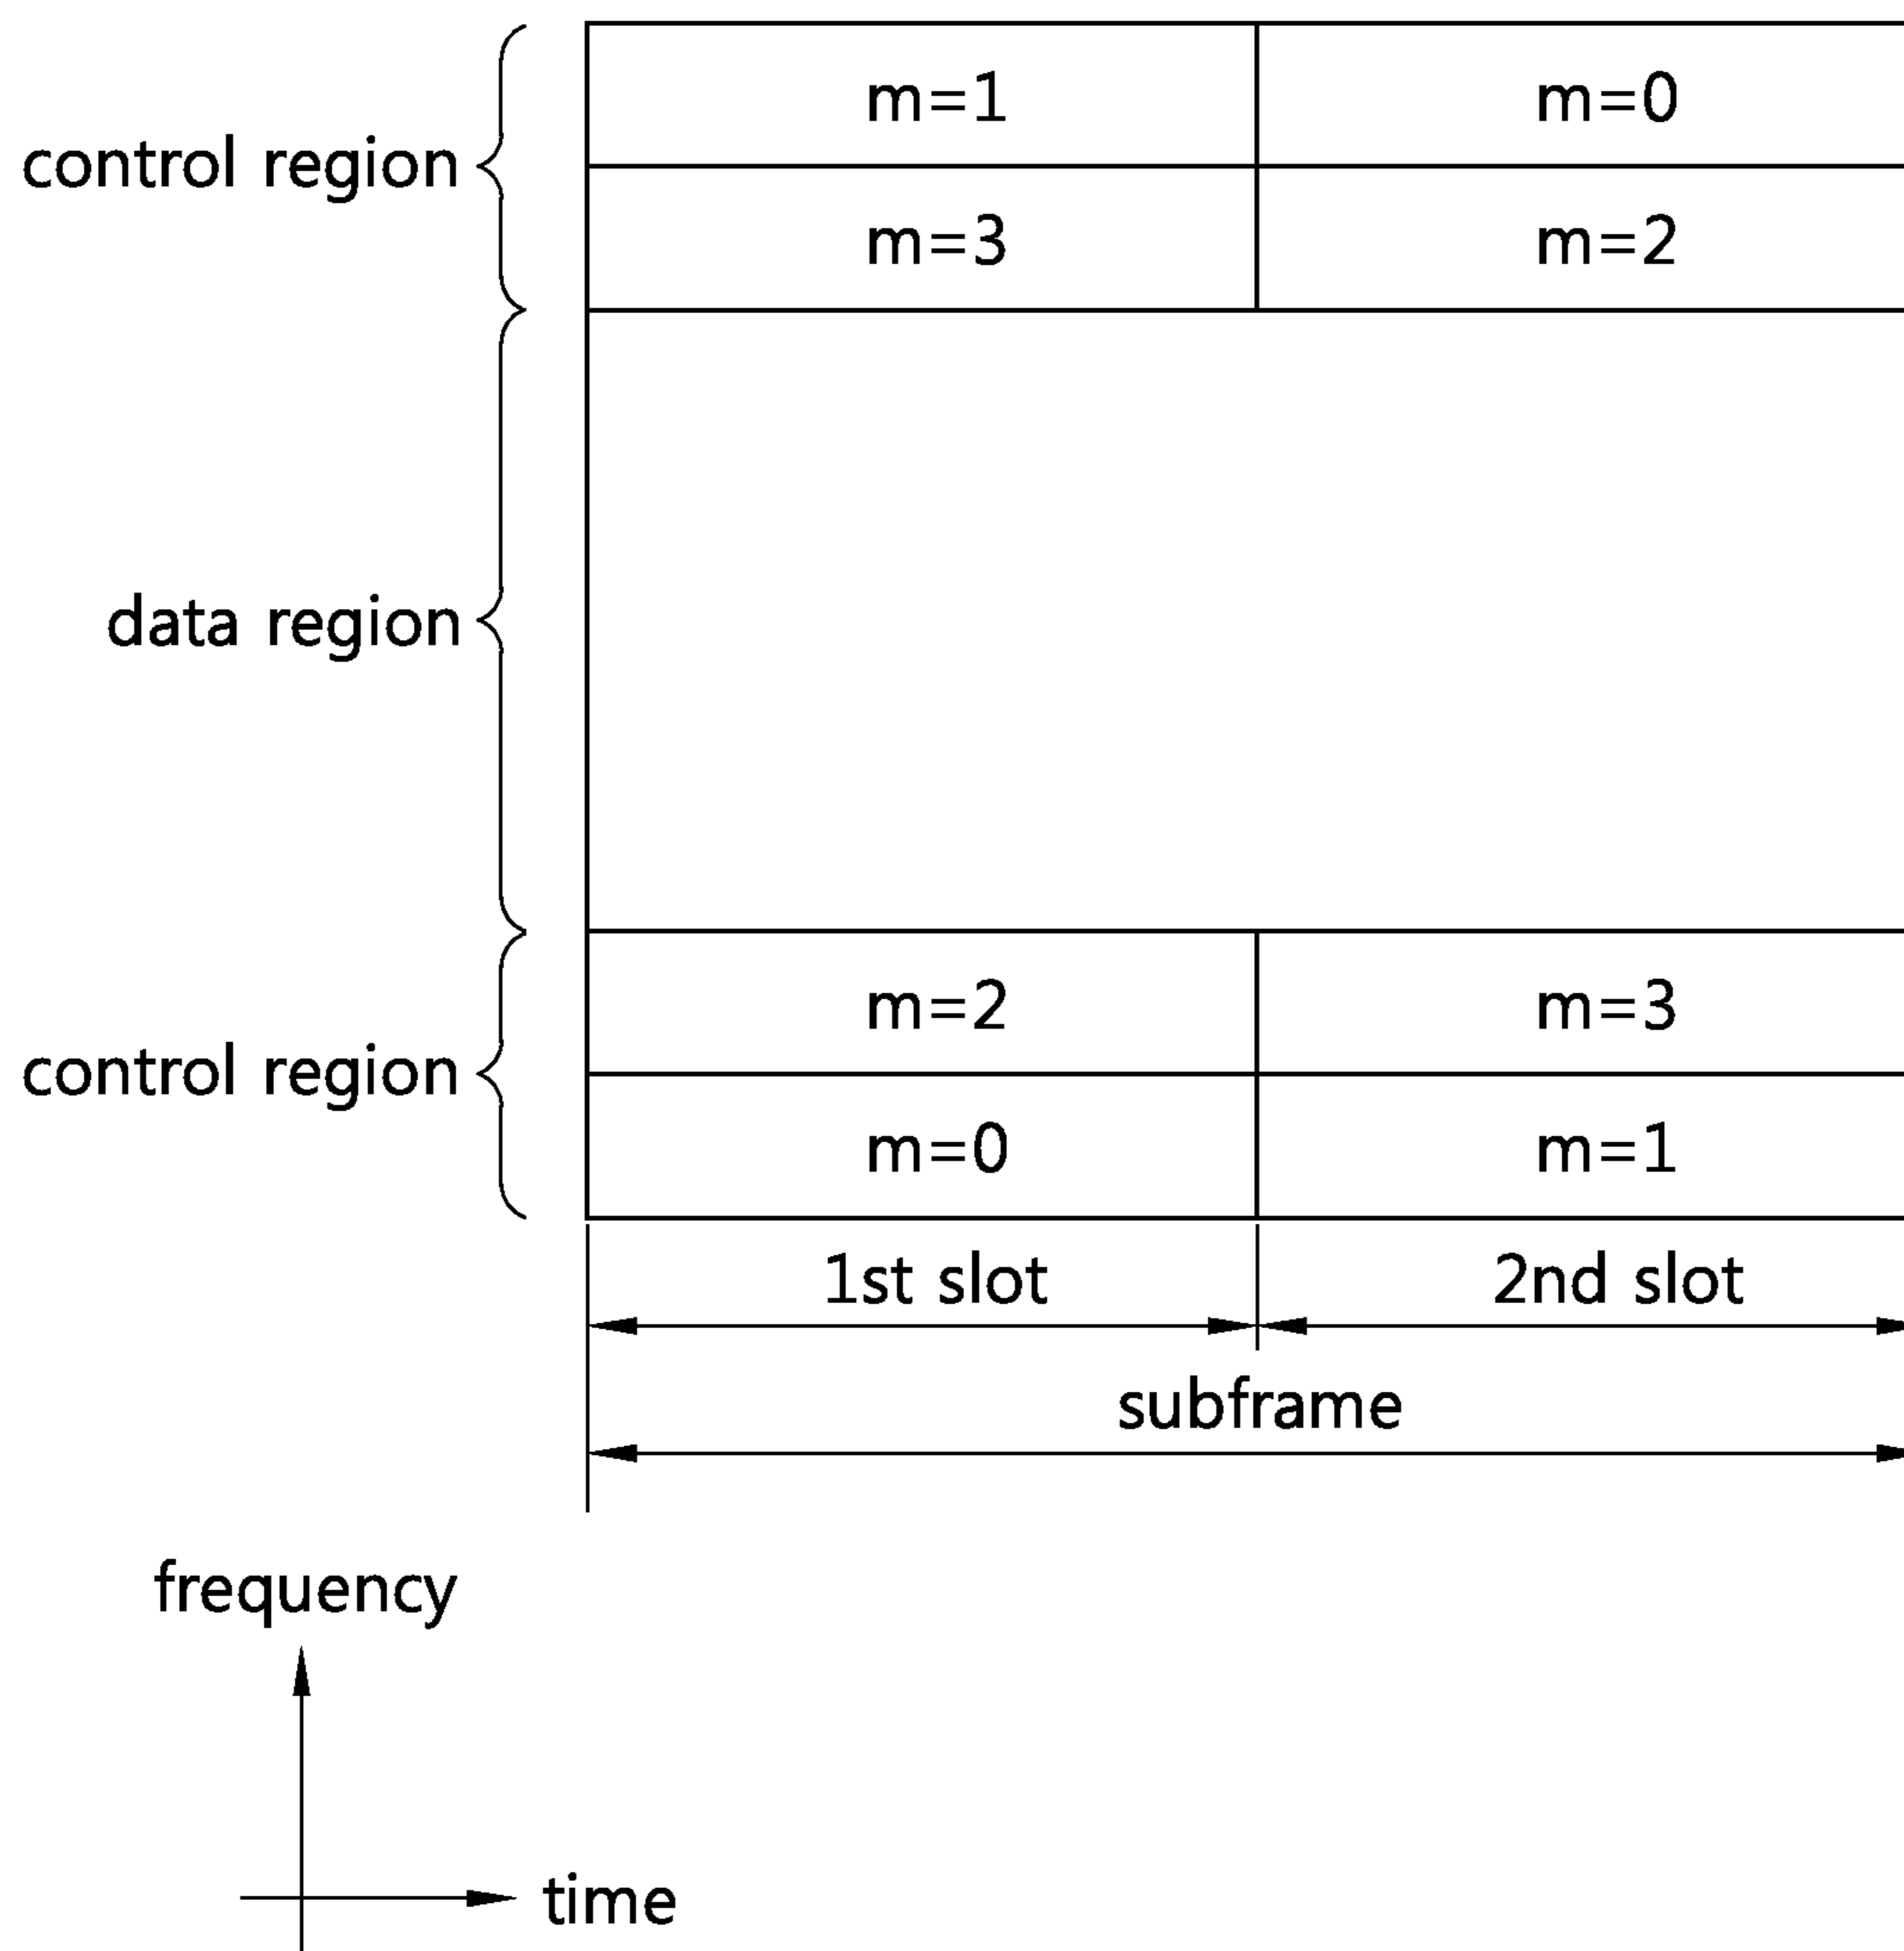 m=1 m=0
control region
m=3 m=2
data region
m=2 m=3
control region
m=0 m=1
1st slot 2nd slot
subframe
frequency
time